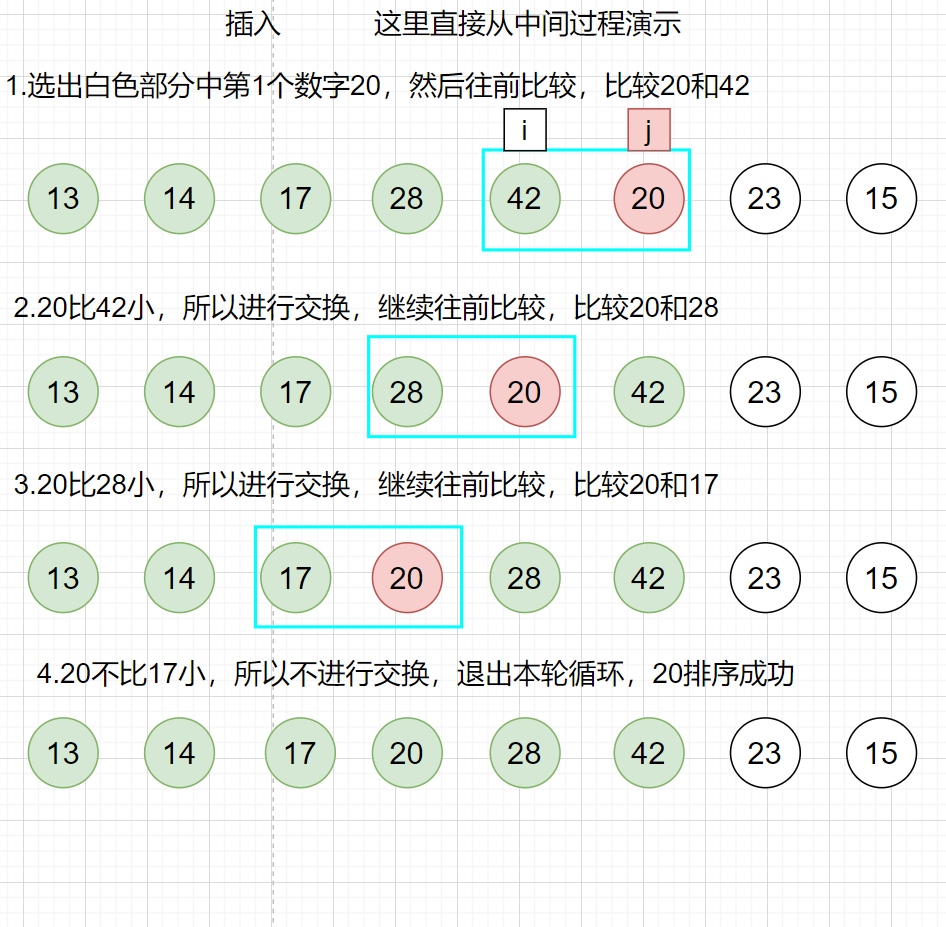 插入 这里直接从中间过程演示
1.选出白色部分中第1个数字20，然后往前比较，比较20和42
i j
13 14 17 28 42 20 23 15
2.20比42小，所以进行交换，继续往前比较，比较20和28
13 14 17 28 20 42 23 15
3.20比28小，所以进行交换，继续往前比较，比较20和17
13 14 17 20 28 42 23 15
4.20不比17小，所以不进行交换，退出本轮循环，20排序成功
13 14 17 20 28 42 23 15